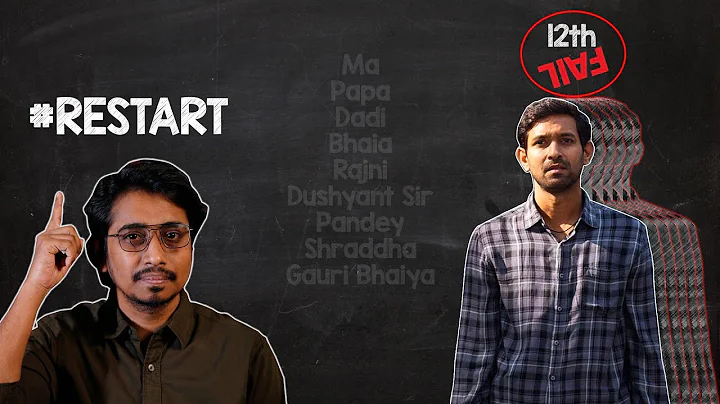 #RESTART
Ma
Papa
Dadi
Bhaia
Rajni
Dushyant Sir
Pandey
Shraddha
Gauri Bhaiya
12th
FAIL